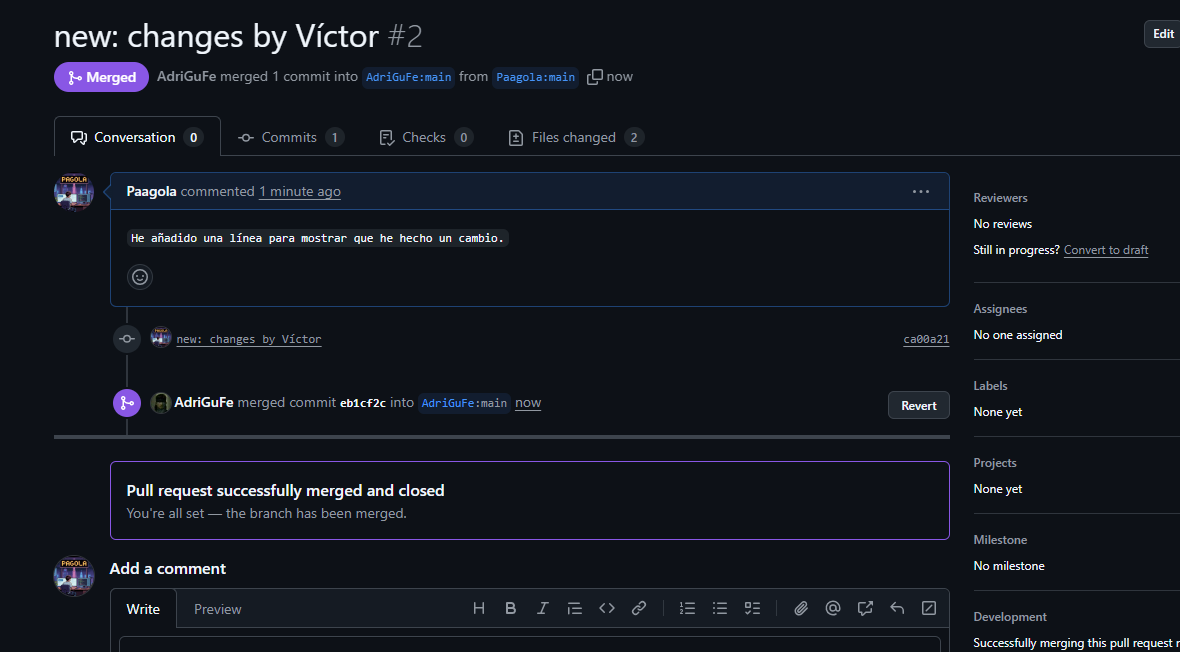 new: changes by Víctor #2
Edit
Merged AdriGuFe merged 1 commit into AdriGuFe:main from Paagola:main now
Conversation 0 Commits 1 Checks 0 Files changed 2
PAGOLA
Paagola commented 1 minute ago
He añadido una línea para mostrar que he hecho un cambio.
new: changes by Víctor ca00a21
AdriGuFe merged commit eb1cf2c into AdriGuFe:main now
Revert
Pull request successfully merged and closed
You're all set — the branch has been merged.
PAGOLA
Add a comment
Write Preview
Reviewers
No reviews
Still in progress? Convert to draft
Assignees
No one assigned
Labels
None yet
Projects
None yet
Milestone
No milestone
Development
Successfully merging this pull request